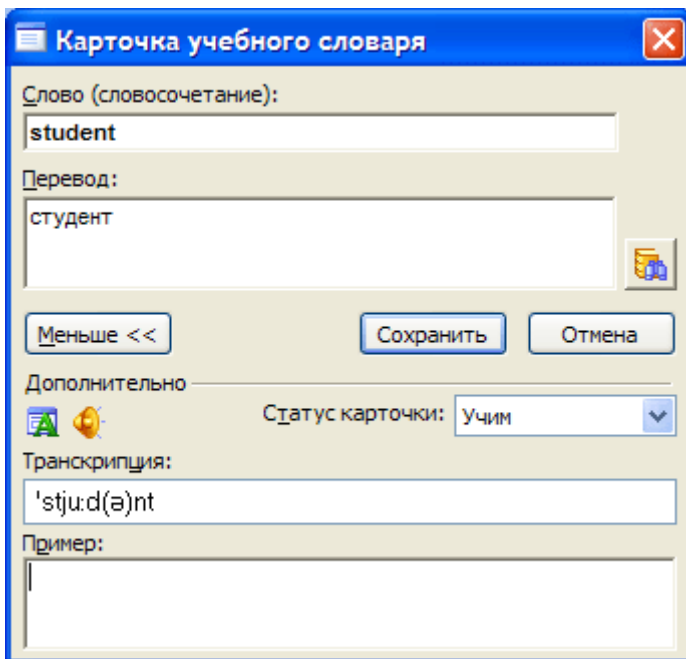 Карточка учебного словаря
Слово (словосочетание):
student
Перевод:
студент
Меньше <<
Сохранить
Отмена
Дополнительно
Статус карточки: Учим
Транскрипция:
'stju:d(ə)nt
Пример: